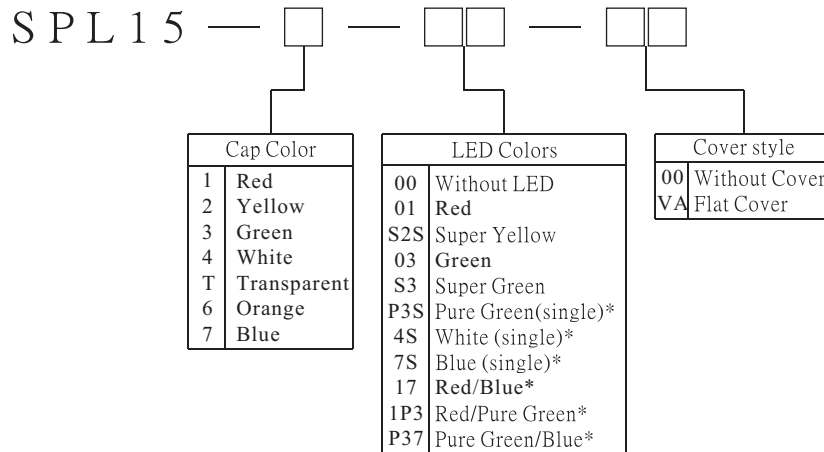 SPL15 — □ — □□ — □□
Cap Color
1 Red
2 Yellow
3 Green
4 White
T Transparent
6 Orange
7 Blue
LED Colors
00 Without LED
01 Red
S2S Super Yellow
03 Green
S3 Super Green
P3S Pure Green(single)*
4S White (single)*
7S Blue (single)*
17 Red/Blue*
1P3 Red/Pure Green*
P37 Pure Green/Blue*
Cover style
00 Without Cover
VA Flat Cover